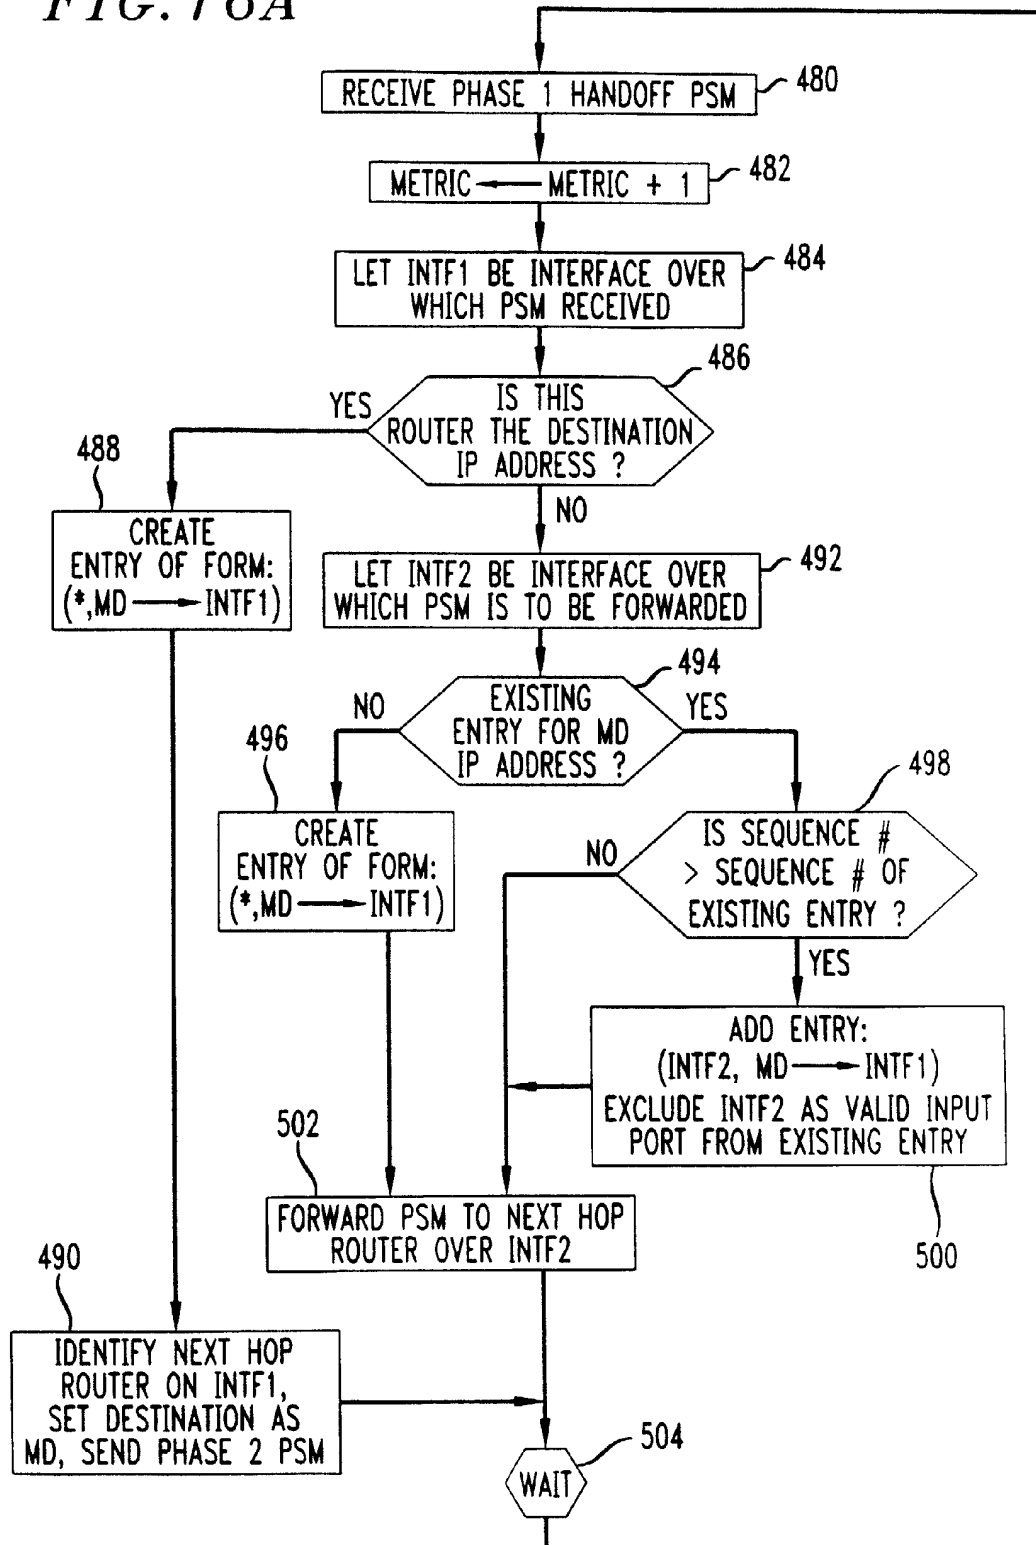 FIG. 16A
480
RECEIVE PHASE 1 HANDOFF PSM
482
METRIC ← METRIC + 1
484
LET INTF1 BE INTERFACE OVER
WHICH PSM RECEIVED
486
IS THIS
ROUTER THE DESTINATION
IP ADDRESS ?
YES
NO
488
CREATE
ENTRY OF FORM:
(*,MD → INTF1)
492
LET INTF2 BE INTERFACE OVER
WHICH PSM IS TO BE FORWARDED
494
EXISTING
ENTRY FOR MD
IP ADDRESS ?
NO
YES
496
CREATE
ENTRY OF FORM:
(*,MD → INTF1)
498
IS SEQUENCE #
> SEQUENCE # OF
EXISTING ENTRY ?
NO
YES
ADD ENTRY:
(INTF2, MD → INTF1)
EXCLUDE INTF2 AS VALID INPUT
PORT FROM EXISTING ENTRY
500
502
FORWARD PSM TO NEXT HOP
ROUTER OVER INTF2
490
IDENTIFY NEXT HOP
ROUTER ON INTF1,
SET DESTINATION AS
MD, SEND PHASE 2 PSM
504
WAIT